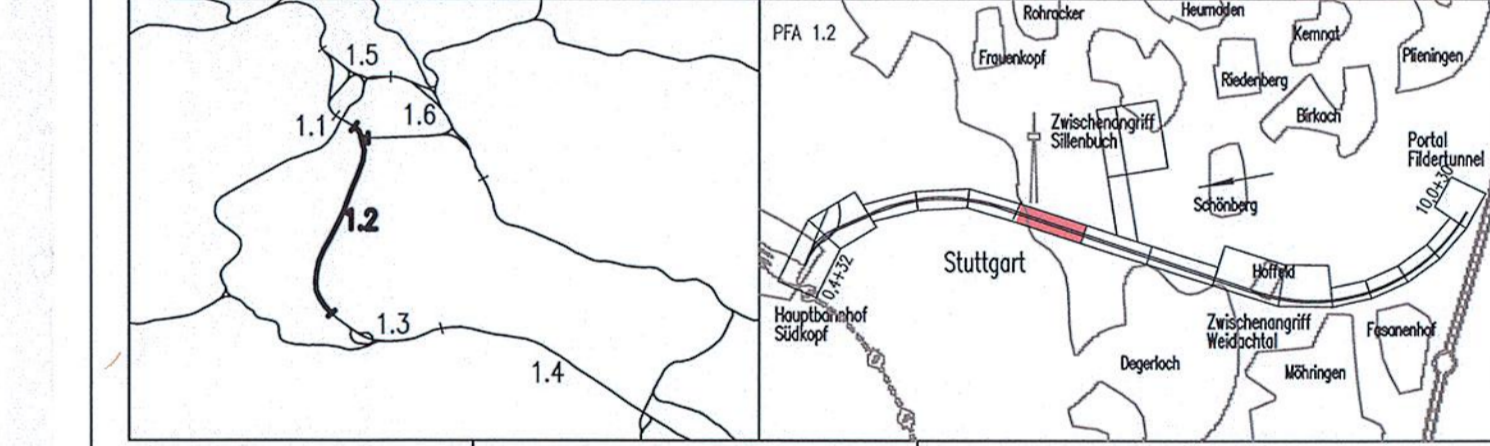 1.5
1.6
1.1
1.2
1.3
1.4
PFA 1.2
Rohracker
Heumaden
Kemnat
Plieningen
Frauenkopf
Riedenberg
Birkach
Zwischenangriff
Sillenbuch
Portal
Fildertunnel
Schönberg
10.0+30
Stuttgart
Hoffeld
0.4+32
Hauptbahnhof
Südkopf
Zwischenangriff
Weidachtal
Fasanenhof
Degerloch
Möhringen